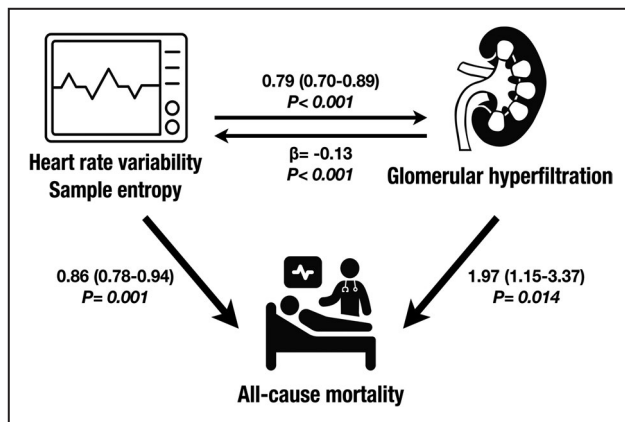 0.79 (0.70-0.89)
P< 0.001
β= -0.13
P< 0.001
Heart rate variability
Sample entropy
Glomerular hyperfiltration
0.86 (0.78-0.94)
P= 0.001
1.97 (1.15-3.37)
P= 0.014
All-cause mortality